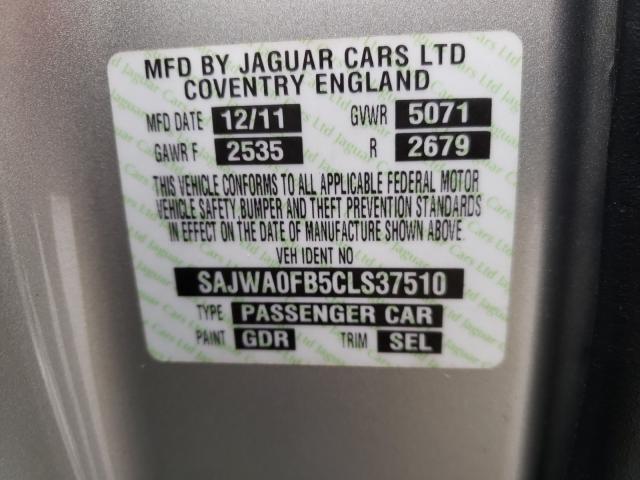 MFD BY JAGUAR CARS LTD
COVENTRY ENGLAND
MFD DATE 12/11 GVWR 5071
GAWR F 2535 R 2679
THIS VEHICLE CONFORMS TO ALL APPLICABLE FEDERAL MOTOR
VEHICLE SAFETY, BUMPER AND THEFT PREVENTION STANDARDS
IN EFFECT ON THE DATE OF MANUFACTURE SHOWN ABOVE.
VEH IDENT NO
SAJWA0FB5CLS37510
TYPE PASSENGER CAR
PAINT GDR TRIM SEL